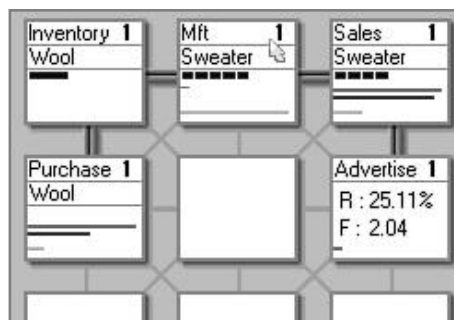 Inventory 1
Wool
Mft 1
Sweater
Sales 1
Sweater
Purchase 1
Wool
Advertise 1
R : 25.11%
F : 2.04